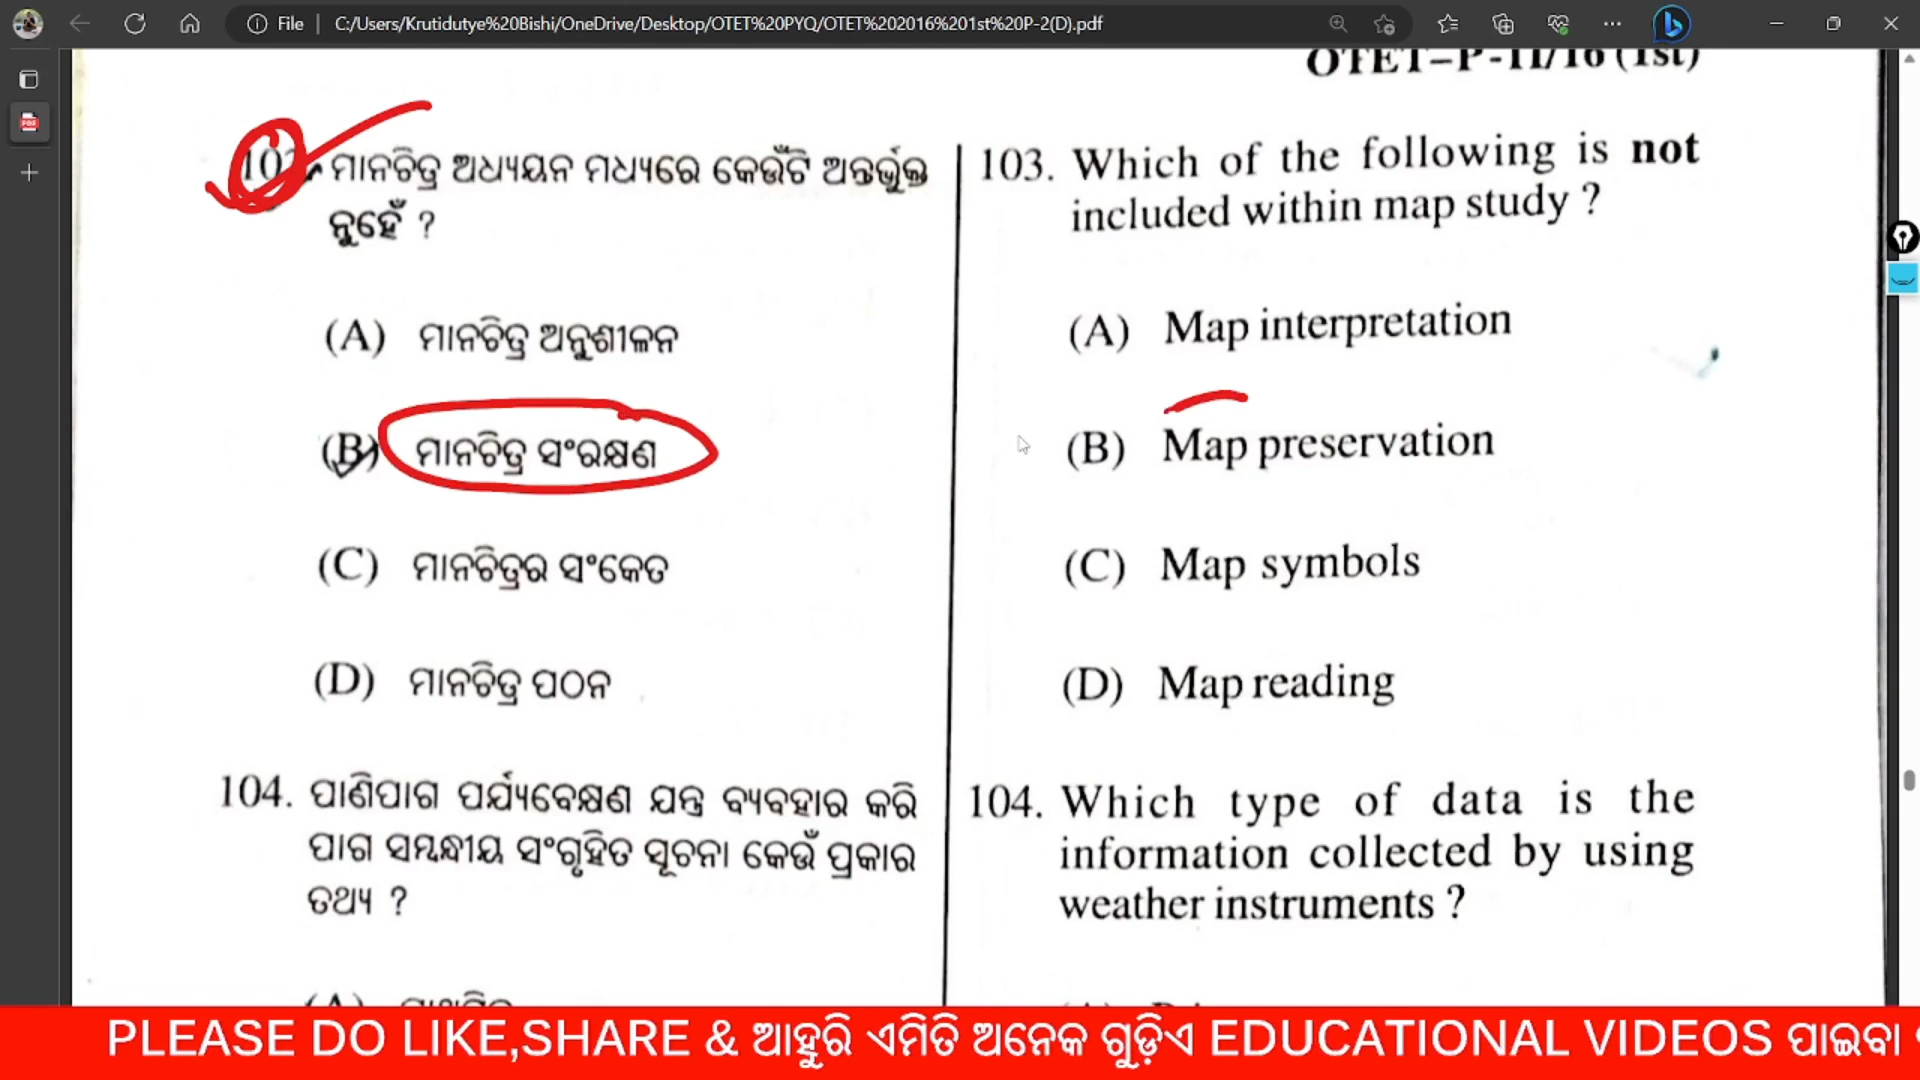 File
C:/Users/Krutidutye%20Bishi/OneDrive/Desktop/OTET%20PYQ/OTET%202016%201st%20P-2(D).pdf
OTET–P-II/16 (1st)
ମାନଚିତ୍ର ଅଧ୍ୟୟନ ମଧ୍ୟରେ କେଉଁଟି ଅନ୍ତର୍ଭୁକ୍ତ
ନୁହେଁ ?
(A) ମାନଚିତ୍ର ଅନୁଶୀଳନ
(B) ମାନଚିତ୍ର ସଂରକ୍ଷଣ
(C) ମାନଚିତ୍ରର ସଂକେତ
(D) ମାନଚିତ୍ର ପଠନ
104. ପାଣିପାଗ ପର୍ଯ୍ୟବେକ୍ଷଣ ଯନ୍ତ୍ର ବ୍ୟବହାର କରି
ପାଗ ସମ୍ବନ୍ଧୀୟ ସଂଗୃହିତ ସୂଚନା କେଉଁ ପ୍ରକାର
ତଥ୍ୟ ?
103. Which of the following is not
included within map study ?
(A) Map interpretation
(B) Map preservation
(C) Map symbols
(D) Map reading
104. Which type of data is the
information collected by using
weather instruments ?
PLEASE DO LIKE,SHARE & ଆହୁରି ଏମିତି ଅନେକ ଗୁଡ଼ିଏ EDUCATIONAL VIDEOS ପାଇବା